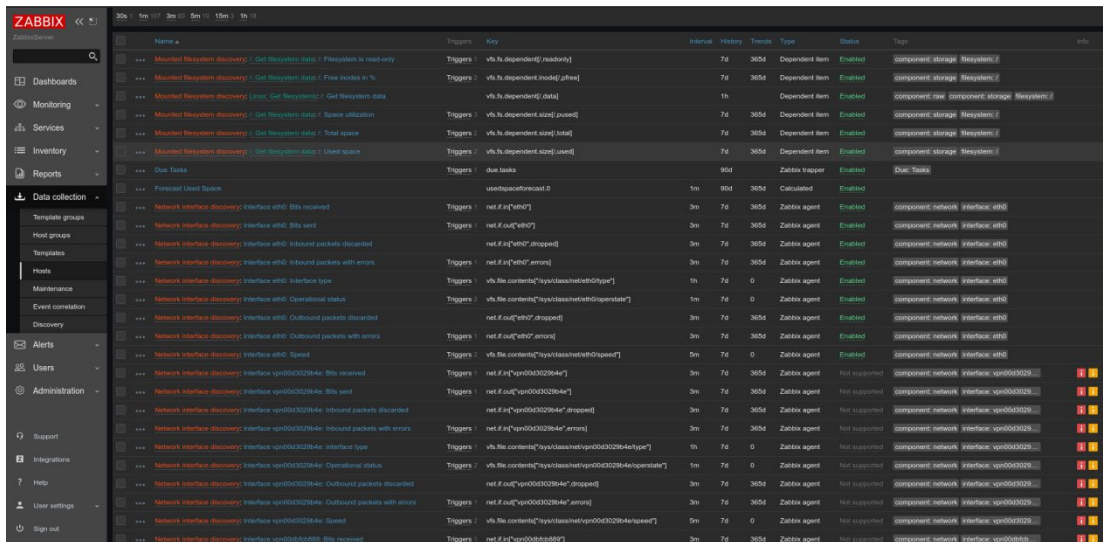 ZABBIX
ZabbixServer
Dashboards
Monitoring
Services
Inventory
Reports
Data collection
Template groups
Host groups
Templates
Hosts
Maintenance
Event correlation
Discovery
Alerts
Users
Administration
Support
Integrations
Help
User settings
Sign out
30s 1 1m 107 3m 60 5m 19 15m 3 1h 18
Name Triggers Key Interval History Trends Type Status Tags Info
Mounted filesystem discovery: /: Get filesystem data: /: Filesystem is read-only Triggers 1 vfs.fs.dependent[/,readonly] 7d 365d Dependent item Enabled component: storage filesystem: /
Mounted filesystem discovery: /: Get filesystem data: /: Free inodes in % Triggers 2 vfs.fs.dependent.inode[/,pfree] 7d 365d Dependent item Enabled component: storage filesystem: /
Mounted filesystem discovery: Linux: Get filesystems: /: Get filesystem data vfs.fs.dependent[/,data] 1h Dependent item Enabled component: raw component: storage filesystem: /
Mounted filesystem discovery: /: Get filesystem data: /: Space utilization Triggers 2 vfs.fs.dependent.size[/,pused] 7d 365d Dependent item Enabled component: storage filesystem: /
Mounted filesystem discovery: /: Get filesystem data: /: Total space Triggers 2 vfs.fs.dependent.size[/,total] 7d 365d Dependent item Enabled component: storage filesystem: /
Mounted filesystem discovery: /: Get filesystem data: /: Used space Triggers 2 vfs.fs.dependent.size[/,used] 7d 365d Dependent item Enabled component: storage filesystem: /
Due Tasks Triggers 1 due.tasks 90d Zabbix trapper Enabled Due: Tasks
Forecast Used Space usedspaceforecast.0 1m 90d 365d Calculated Enabled
Network interface discovery: Interface eth0: Bits received Triggers 1 net.if.in["eth0"] 3m 7d 365d Zabbix agent Enabled component: network interface: eth0
Network interface discovery: Interface eth0: Bits sent Triggers 1 net.if.out["eth0"] 3m 7d 365d Zabbix agent Enabled component: network interface: eth0
Network interface discovery: Interface eth0: Inbound packets discarded net.if.in["eth0",dropped] 3m 7d 365d Zabbix agent Enabled component: network interface: eth0
Network interface discovery: Interface eth0: Inbound packets with errors Triggers 1 net.if.in["eth0",errors] 3m 7d 365d Zabbix agent Enabled component: network interface: eth0
Network interface discovery: Interface eth0: Interface type Triggers 1 vfs.file.contents["/sys/class/net/eth0/type"] 1h 7d 0 Zabbix agent Enabled component: network interface: eth0
Network interface discovery: Interface eth0: Operational status Triggers 2 vfs.file.contents["/sys/class/net/eth0/operstate"] 1m 7d 0 Zabbix agent Enabled component: network interface: eth0
Network interface discovery: Interface eth0: Outbound packets discarded net.if.out["eth0",dropped] 3m 7d 365d Zabbix agent Enabled component: network interface: eth0
Network interface discovery: Interface eth0: Outbound packets with errors Triggers 1 net.if.out["eth0",errors] 3m 7d 365d Zabbix agent Enabled component: network interface: eth0
Network interface discovery: Interface eth0: Speed Triggers 2 vfs.file.contents["/sys/class/net/eth0/speed"] 5m 7d 0 Zabbix agent Enabled component: network interface: eth0
Network interface discovery: Interface vpn00d3029b4e: Bits received Triggers 1 net.if.in["vpn00d3029b4e"] 3m 7d 365d Zabbix agent Not supported component: network interface: vpn00d3029...
Network interface discovery: Interface vpn00d3029b4e: Bits sent Triggers 1 net.if.out["vpn00d3029b4e"] 3m 7d 365d Zabbix agent Not supported component: network interface: vpn00d3029...
Network interface discovery: Interface vpn00d3029b4e: Inbound packets discarded net.if.in["vpn00d3029b4e",dropped] 3m 7d 365d Zabbix agent Not supported component: network interface: vpn00d3029...
Network interface discovery: Interface vpn00d3029b4e: Inbound packets with errors Triggers 1 net.if.in["vpn00d3029b4e",errors] 3m 7d 365d Zabbix agent Not supported component: network interface: vpn00d3029...
Network interface discovery: Interface vpn00d3029b4e: Interface type Triggers 1 vfs.file.contents["/sys/class/net/vpn00d3029b4e/type"] 1h 7d 0 Zabbix agent Not supported component: network interface: vpn00d3029...
Network interface discovery: Interface vpn00d3029b4e: Operational status Triggers 2 vfs.file.contents["/sys/class/net/vpn00d3029b4e/operstate"] 1m 7d 0 Zabbix agent Not supported component: network interface: vpn00d3029...
Network interface discovery: Interface vpn00d3029b4e: Outbound packets discarded net.if.out["vpn00d3029b4e",dropped] 3m 7d 365d Zabbix agent Not supported component: network interface: vpn00d3029...
Network interface discovery: Interface vpn00d3029b4e: Outbound packets with errors Triggers 1 net.if.out["vpn00d3029b4e",errors] 3m 7d 365d Zabbix agent Not supported component: network interface: vpn00d3029...
Network interface discovery: Interface vpn00d3029b4e: Speed Triggers 2 vfs.file.contents["/sys/class/net/vpn00d3029b4e/speed"] 5m 7d 0 Zabbix agent Not supported component: network interface: vpn00d3029...
Network interface discovery: Interface vpn00dbfcb889: Bits received Triggers 1 net.if.in["vpn00dbfcb889"] 3m 7d 365d Zabbix agent Not supported component: network interface: vpn00dbfcb...